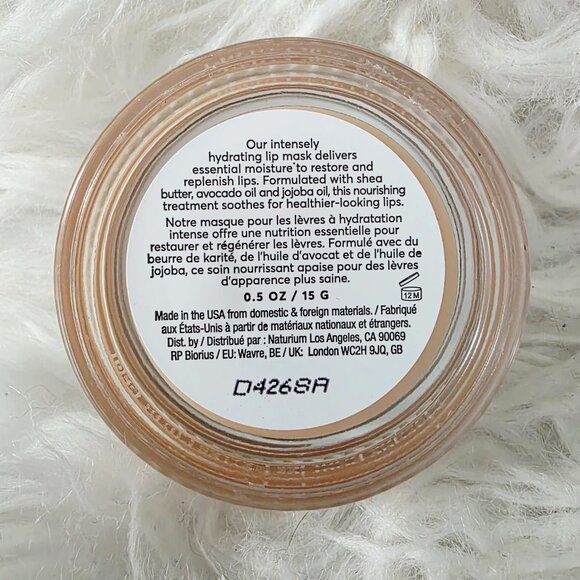 Our intensely
hydrating lip mask delivers
essential moisture to restore and
replenish lips. Formulated with shea
butter, avocado oil and jojoba oil, this nourishing
treatment soothes for healthier-looking lips.
Notre masque pour les lèvres à hydratation
intense offre une nutrition essentielle pour
restaurer et régénérer les lèvres. Formulé avec du
beurre de karité, de l'huile d'avocat et de l'huile de
jojoba, ce soin nourrissant apaise pour des lèvres
d'apparence plus saine.
0.5 OZ / 15 G
12 M
Made in the USA from domestic & foreign materials. / Fabriqué
aux États-Unis à partir de matériaux nationaux et étrangers.
Dist. by / Distribué par : Naturium Los Angeles, CA 90069
RP Biorius / EU: Wavre, BE / UK: London WC2H 9JQ, GB
D4268A